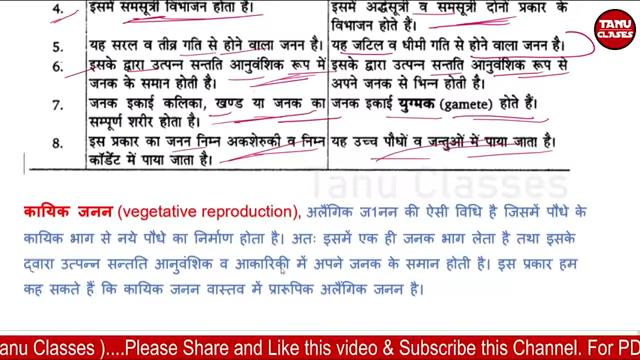 4. इसमें समसूत्री विभाजन होता है। इसमें अर्द्धसूत्री व समसूत्री दोनों प्रकार के
विभाजन होते हैं।
5. यह सरल व तीव्र गति से होने वाला जनन है। यह जटिल व धीमी गति से होने वाला जनन है।
6. इसके द्वारा उत्पन्न सन्तति आनुवंशिक रूप में इसके द्वारा उत्पन्न सन्तति आनुवंशिक रूप से
जनक के समान होती है। अपने जनक से भिन्न होती है।
7. जनक इकाई कलिका, खण्ड या जनक का जनक इकाई युग्मक (gamete) होते हैं।
सम्पूर्ण शरीर होता है।
8. इस प्रकार का जनन निम्न अकशेरुकी व निम्न यह उच्च पौधों व जन्तुओं में पाया जाता है।
कॉर्डेट में पाया जाता है।
TANU
CLASSES
Tanu Classes
कायिक जनन (vegetative reproduction), अलैंगिक ज1नन की ऐसी विधि है जिसमें पौधे के
कायिक भाग से नये पौधे का निर्माण होता है। अतः इसमें एक ही जनक भाग लेता है तथा इसके
द्वारा उत्पन्न सन्तति आनुवंशिक व आकारिकी में अपने जनक के समान होती है। इस प्रकार हम
कह सकते हैं कि कायिक जनन वास्तव में प्रारूपिक अलैंगिक जनन है।
anu Classes )....Please Share and Like this video & Subscribe this Channel. For PD